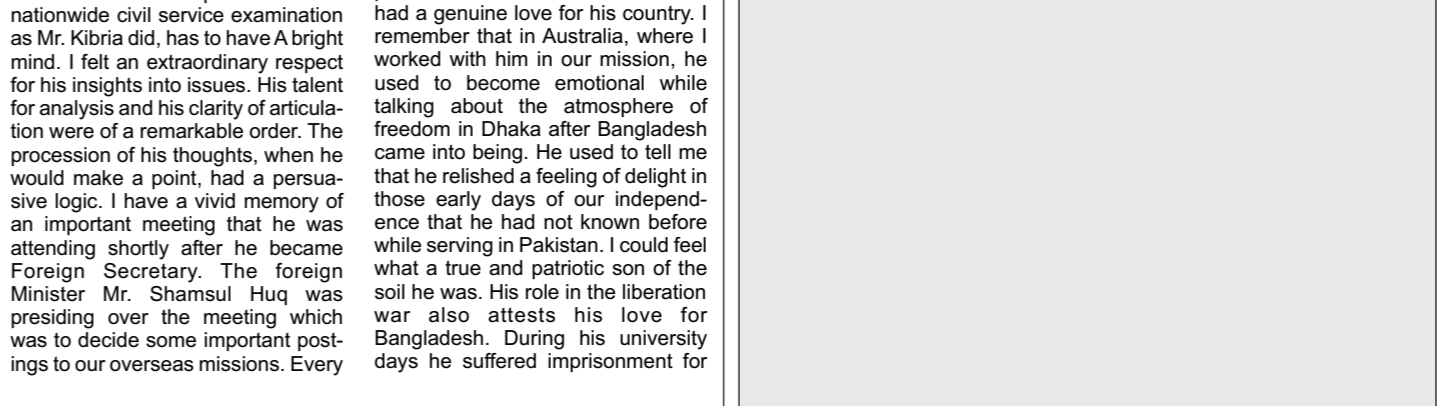 nationwide civil service examination
as Mr. Kibria did, has to have A bright
mind. I felt an extraordinary respect
for his insights into issues. His talent
for analysis and his clarity of articula-
tion were of a remarkable order. The
procession of his thoughts, when he
would make a point, had a persua-
sive logic. I have a vivid memory of
an important meeting that he was
attending shortly after he became
Foreign Secretary. The foreign
Minister Mr. Shamsul Huq was
presiding over the meeting which
was to decide some important post-
ings to our overseas missions. Every
had a genuine love for his country. I
remember that in Australia, where I
worked with him in our mission, he
used to become emotional while
talking about the atmosphere of
freedom in Dhaka after Bangladesh
came into being. He used to tell me
that he relished a feeling of delight in
those early days of our independ-
ence that he had not known before
while serving in Pakistan. I could feel
what a true and patriotic son of the
soil he was. His role in the liberation
war also attests his love for
Bangladesh. During his university
days he suffered imprisonment for